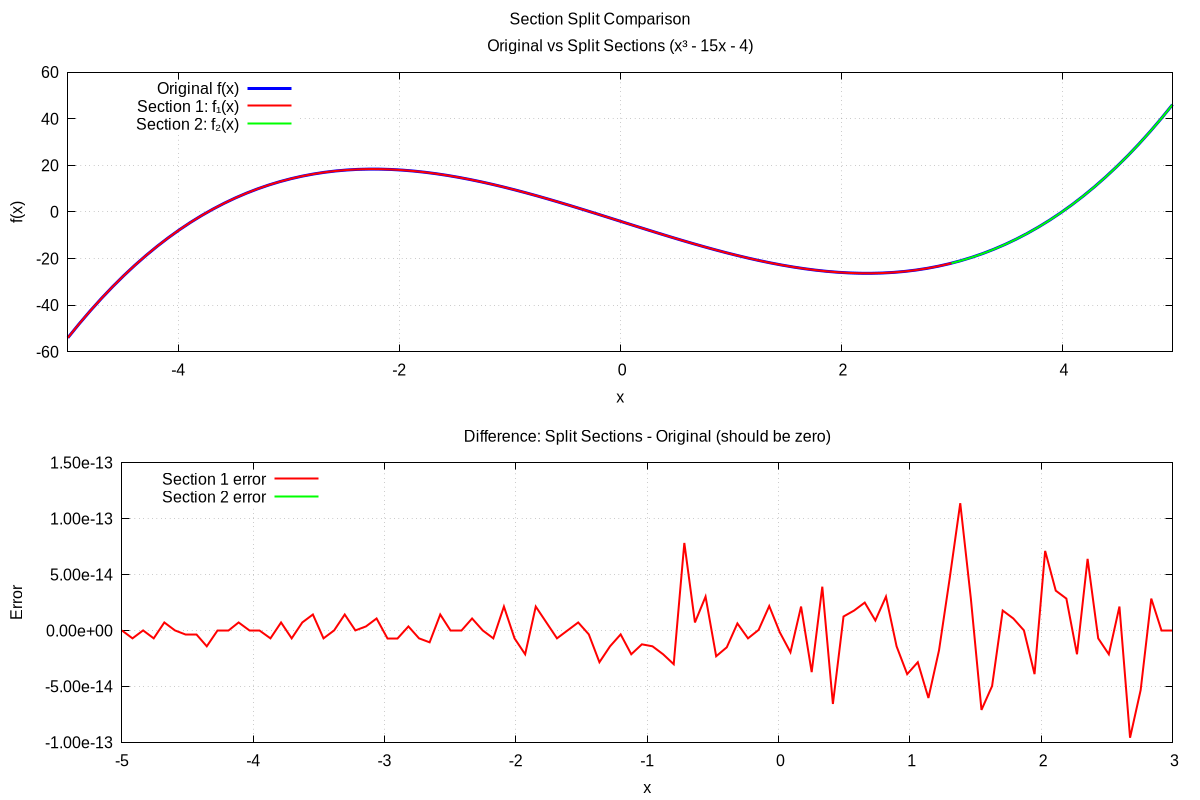 Section Split Comparison
Original vs Split Sections (x³ - 15x - 4)
60
40
20
0
-20
-40
-60
f(x)
Original f(x)
Section 1: f₁(x)
Section 2: f₂(x)
-4 -2 0 2 4
x
Difference: Split Sections - Original (should be zero)
1.50e-13
1.00e-13
5.00e-14
0.00e+00
-5.00e-14
-1.00e-13
Error
Section 1 error
Section 2 error
-5 -4 -3 -2 -1 0 1 2 3
x